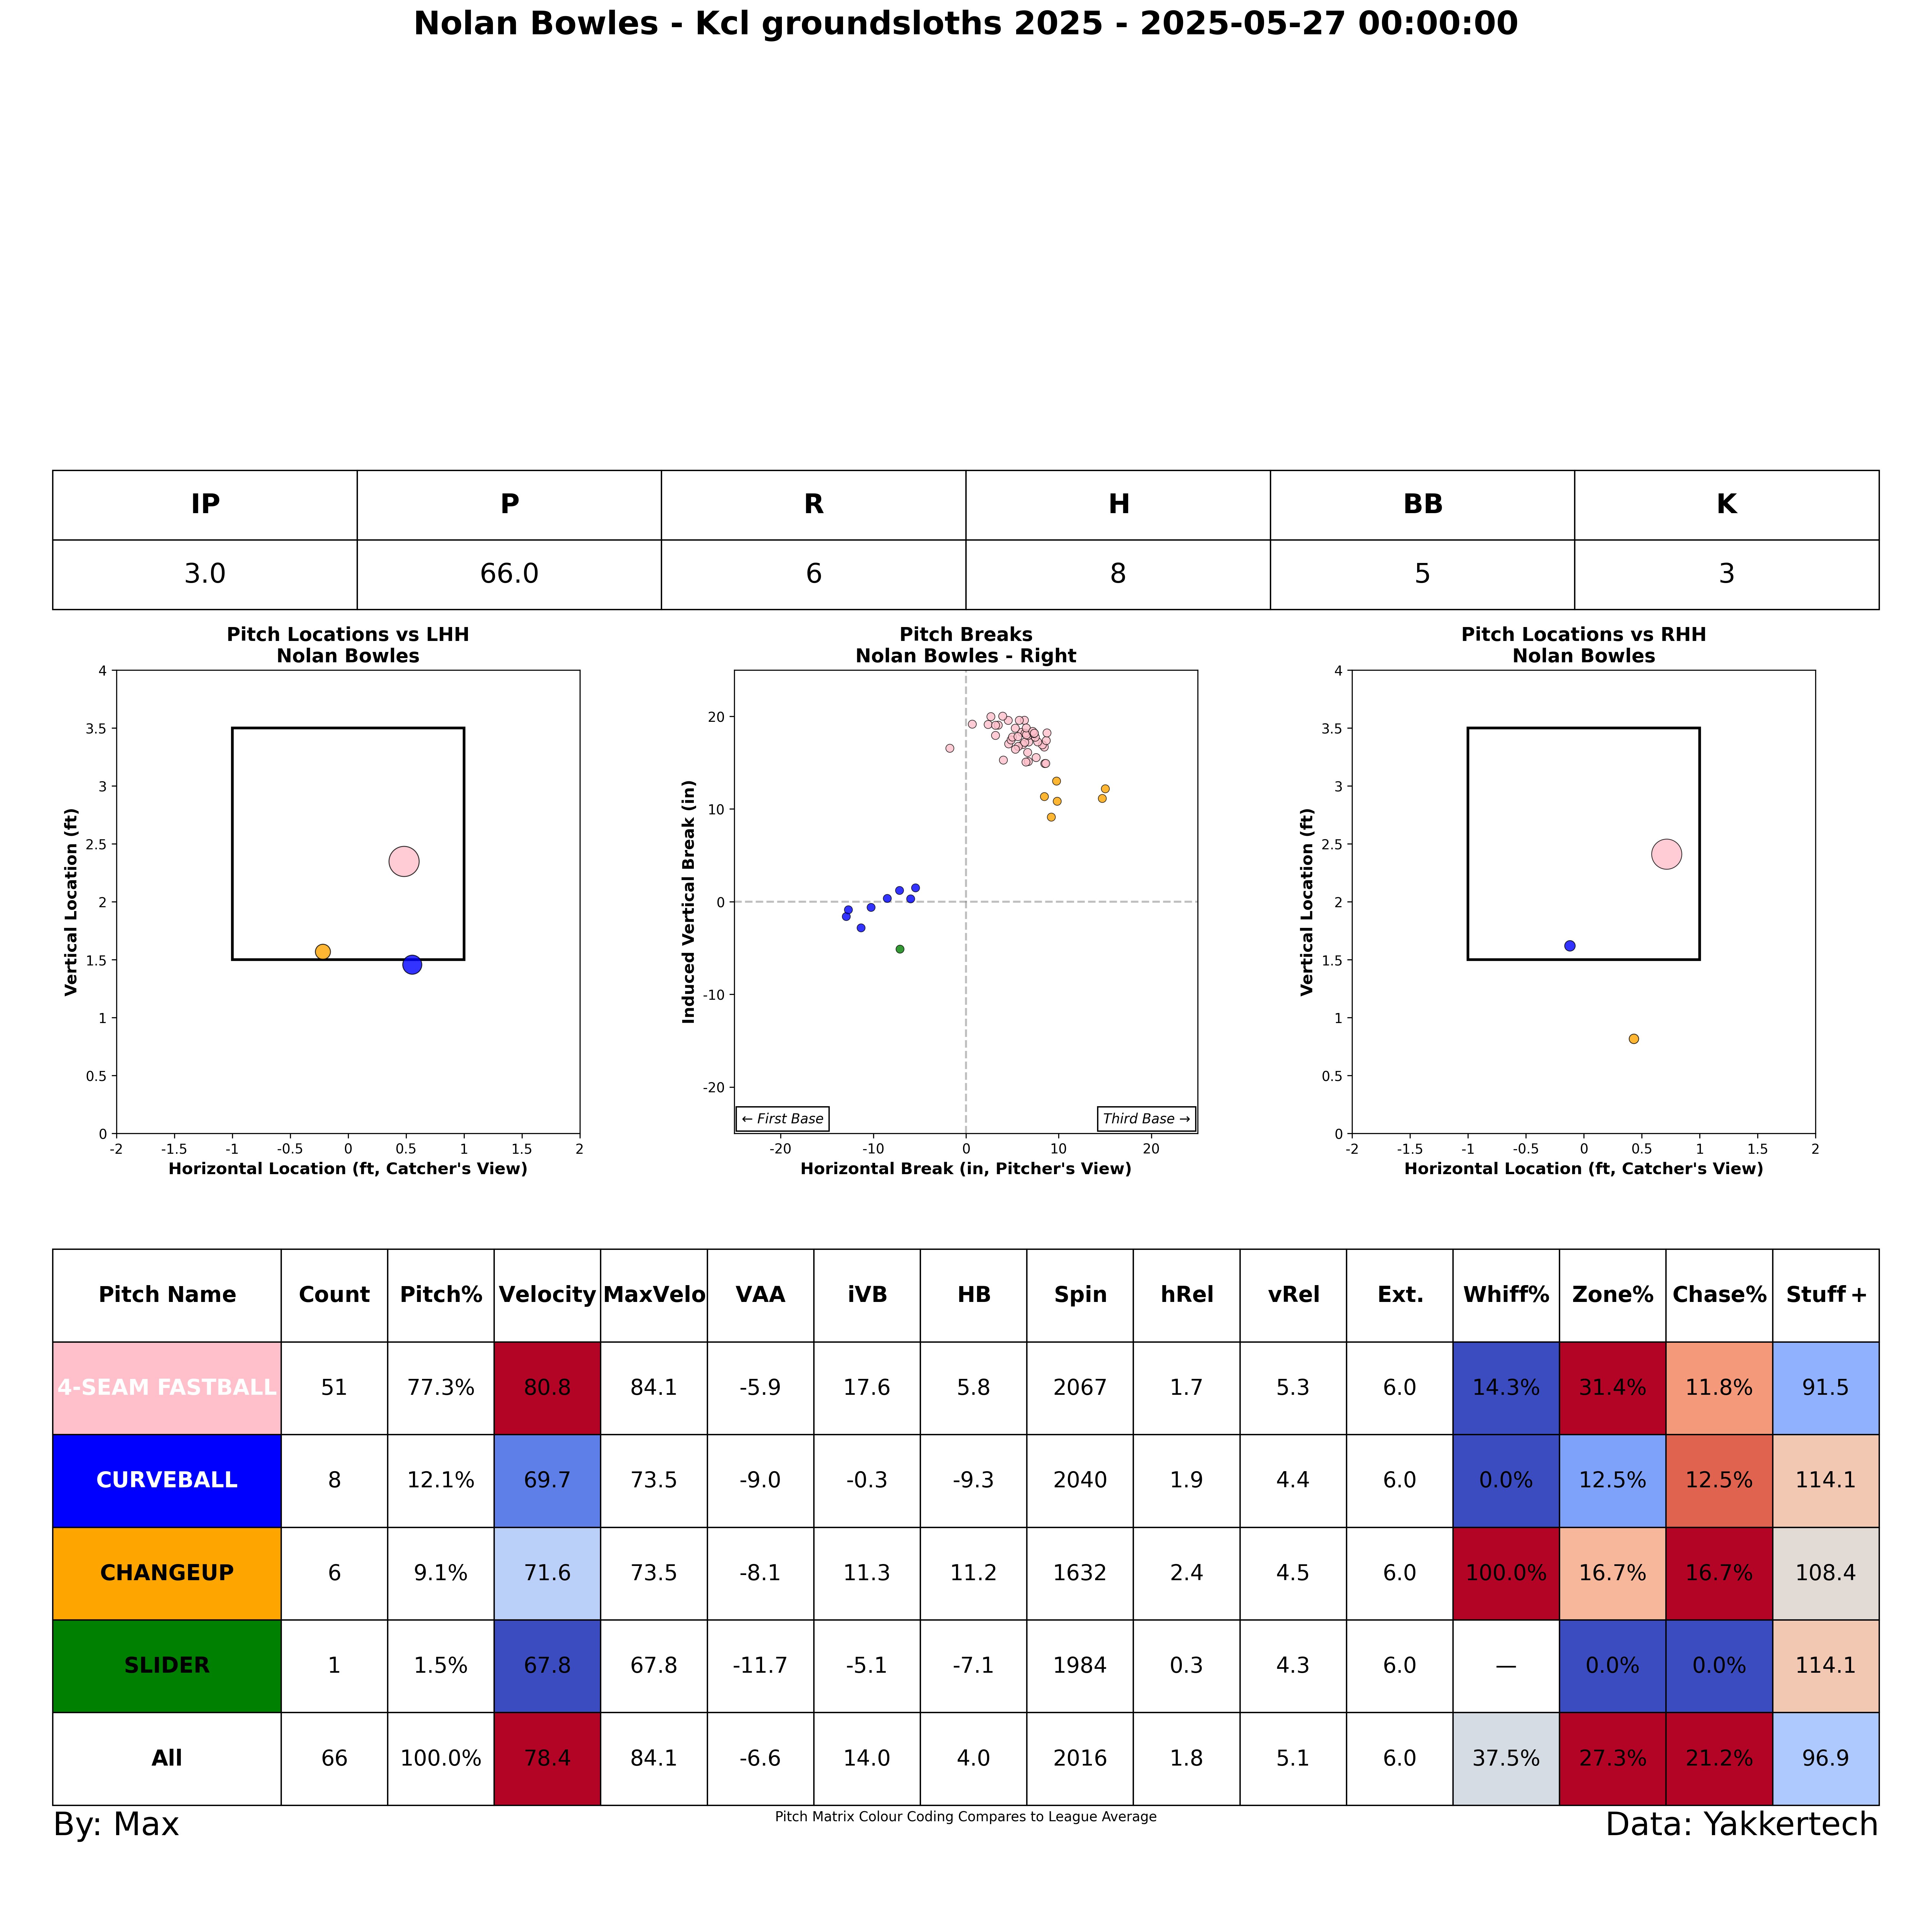 Nolan Bowles - Kcl groundsloths 2025 - 2025-05-27 00:00:00
IP P R H BB K
3.0 66.0 6 8 5 3
Pitch Locations vs LHH
Nolan Bowles
4
3.5
3
2.5
2
1.5
1
0.5
0
-2 -1.5 -1 -0.5 0 0.5 1 1.5 2
Vertical Location (ft)
Horizontal Location (ft, Catcher's View)
Pitch Breaks
Nolan Bowles - Right
20
10
0
-10
-20
-20 -10 0 10 20
← First Base
Third Base →
Induced Vertical Break (in)
Horizontal Break (in, Pitcher's View)
Pitch Locations vs RHH
Nolan Bowles
4
3.5
3
2.5
2
1.5
1
0.5
0
-2 -1.5 -1 -0.5 0 0.5 1 1.5 2
Vertical Location (ft)
Horizontal Location (ft, Catcher's View)
Pitch Name Count Pitch% Velocity MaxVelo VAA iVB HB Spin hRel vRel Ext. Whiff% Zone% Chase% Stuff+
4-SEAM FASTBALL 51 77.3% 80.8 84.1 -5.9 17.6 5.8 2067 1.7 5.3 6.0 14.3% 31.4% 11.8% 91.5
CURVEBALL 8 12.1% 69.7 73.5 -9.0 -0.3 -9.3 2040 1.9 4.4 6.0 0.0% 12.5% 12.5% 114.1
CHANGEUP 6 9.1% 71.6 73.5 -8.1 11.3 11.2 1632 2.4 4.5 6.0 100.0% 16.7% 16.7% 108.4
SLIDER 1 1.5% 67.8 67.8 -11.7 -5.1 -7.1 1984 0.3 4.3 6.0 — 0.0% 0.0% 114.1
All 66 100.0% 78.4 84.1 -6.6 14.0 4.0 2016 1.8 5.1 6.0 37.5% 27.3% 21.2% 96.9
By: Max
Pitch Matrix Colour Coding Compares to League Average
Data: Yakkertech